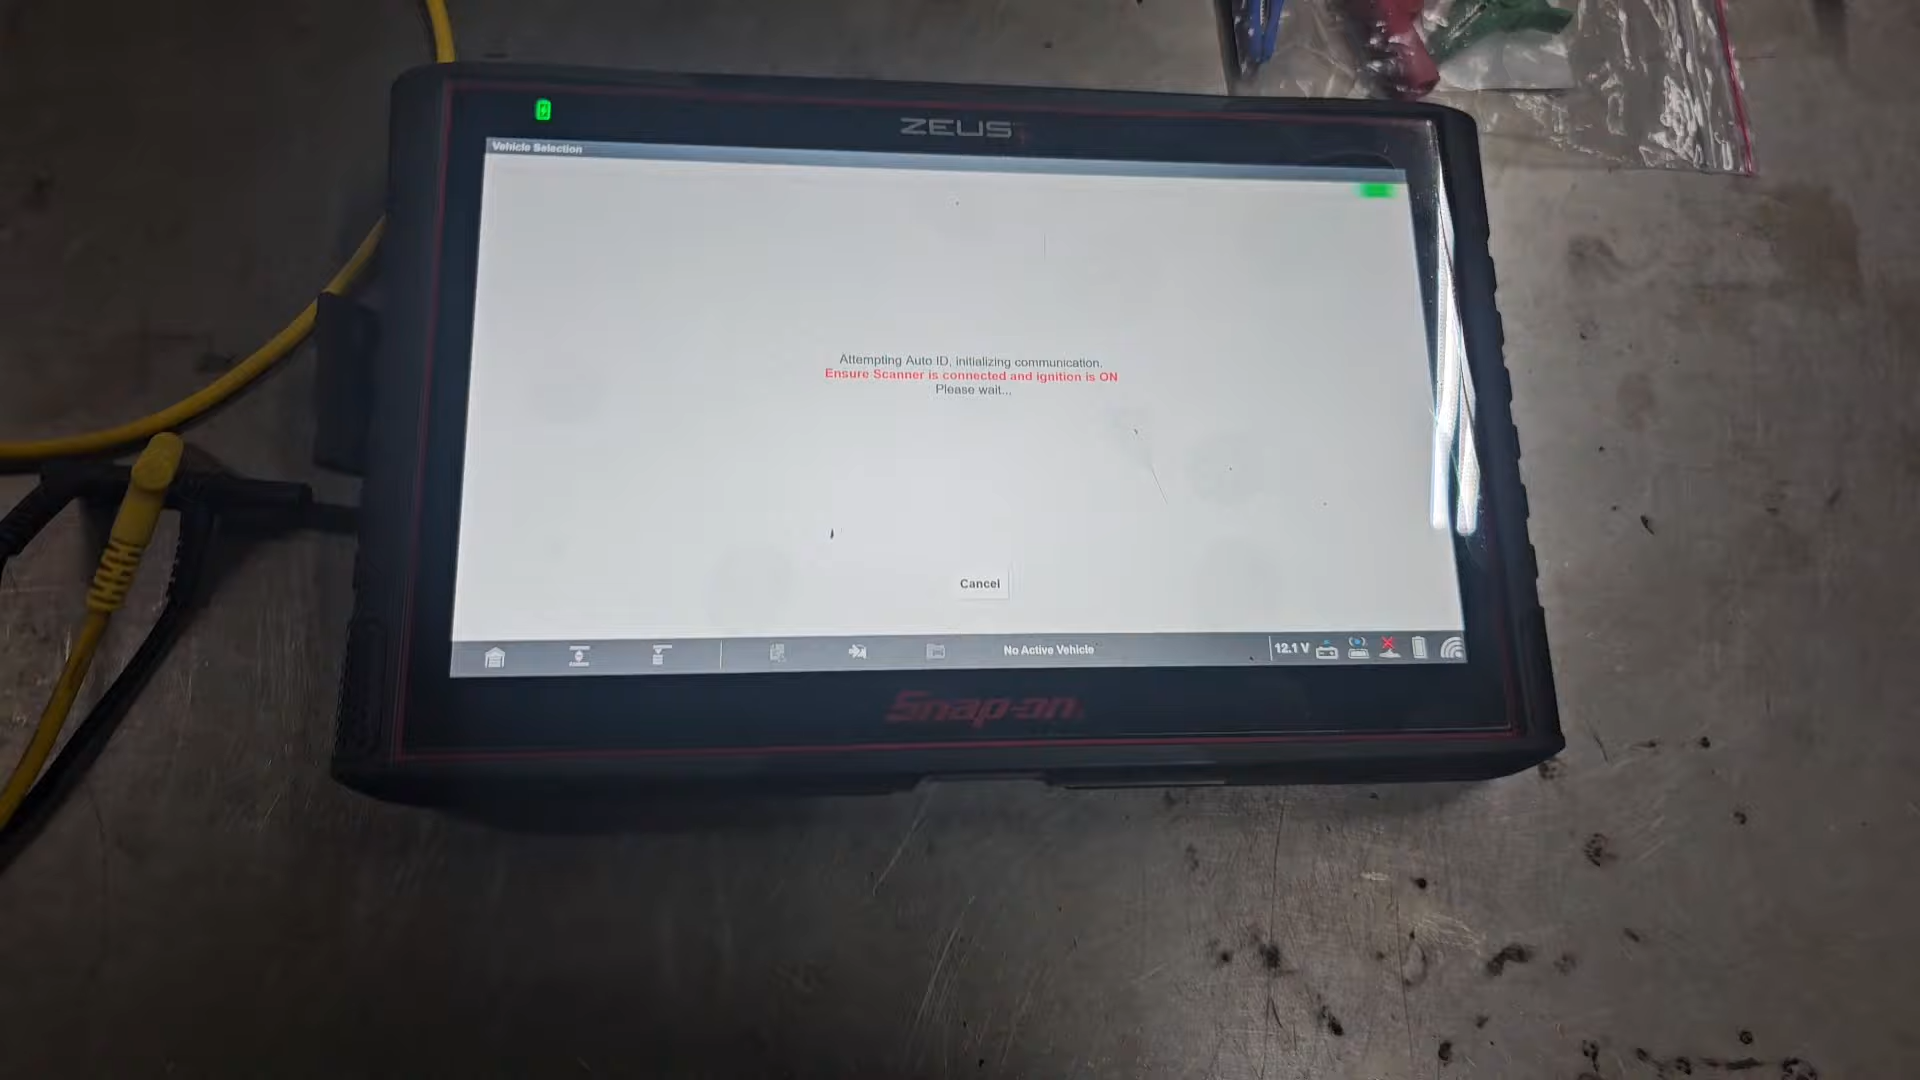 ZEUS
Vehicle Selection
Attempting Auto ID, initializing communication.
Ensure Scanner is connected and ignition is ON
Please wait...
Cancel
No Active Vehicle
12.1 V
Snap-on